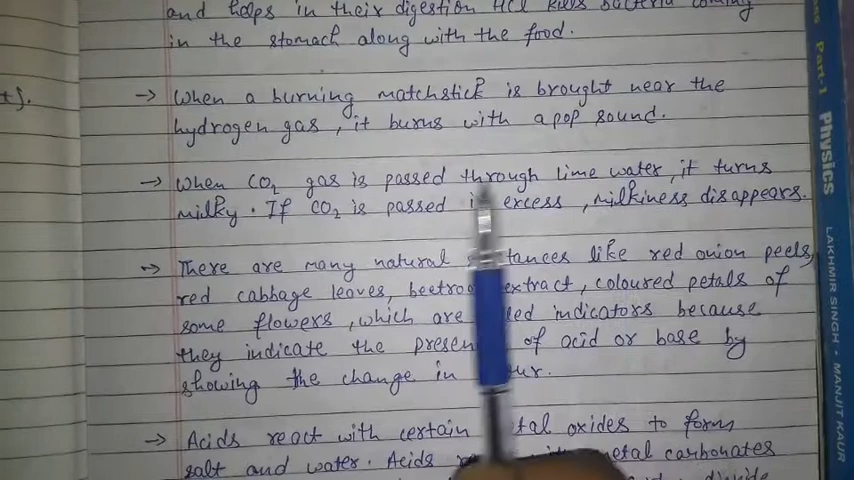 and helps in their digestion HCl kills bacteria coming
in the stomach along with the food.
t).
→ When a burning matchstick is brought near the
hydrogen gas, it burns with a pop sound.
→ When CO2 gas is passed through lime water, it turns
milky. If CO2 is passed i excess, milkiness disappears.
→ There are many natural s tances like red onion peels,
red cabbage leaves, beetroo extract, coloured petals of
some flowers, which are led indicators because
they indicate the presen of acid or base by
showing the change in our.
→ Acids react with certain etal oxides to form
salt and water. Acids metal carbonates
Part-1 Physics
LAKHMIR SINGH • MANJIT KAUR